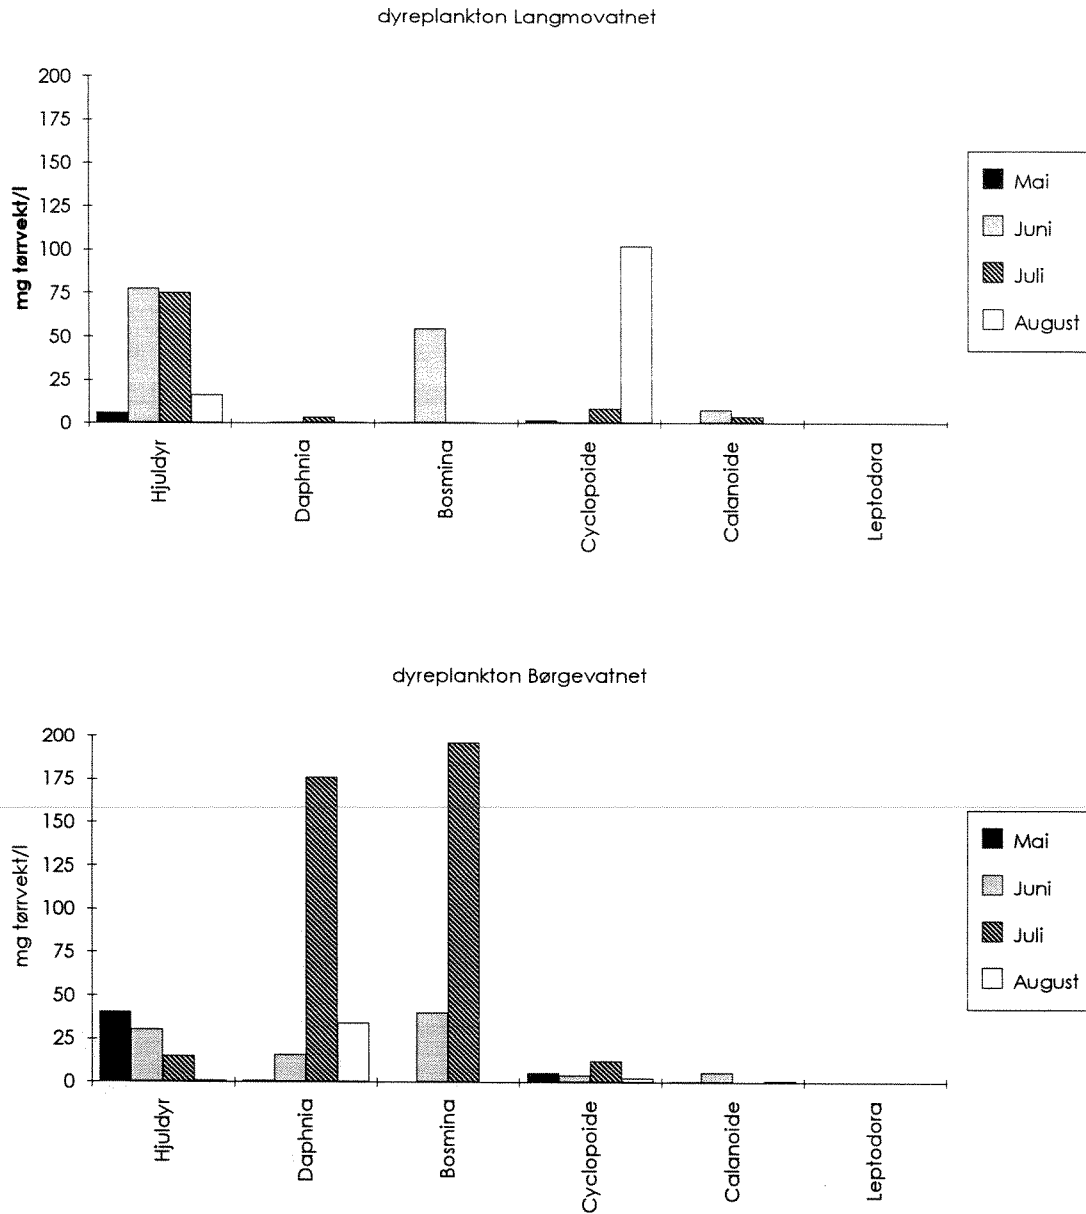 dyreplankton Langmovatnet
mg tørrvekt/l
200
175
150
125
100
75
50
25
0
Hjuldyr
Daphnia
Bosmina
Cyclopoide
Calanoide
Leptodora
Mai
Juni
Juli
August
dyreplankton Børgevatnet
mg tørrvekt/l
200
175
150
125
100
75
50
25
0
Hjuldyr
Daphnia
Bosmina
Cyclopoide
Calanoide
Leptodora
Mai
Juni
Juli
August